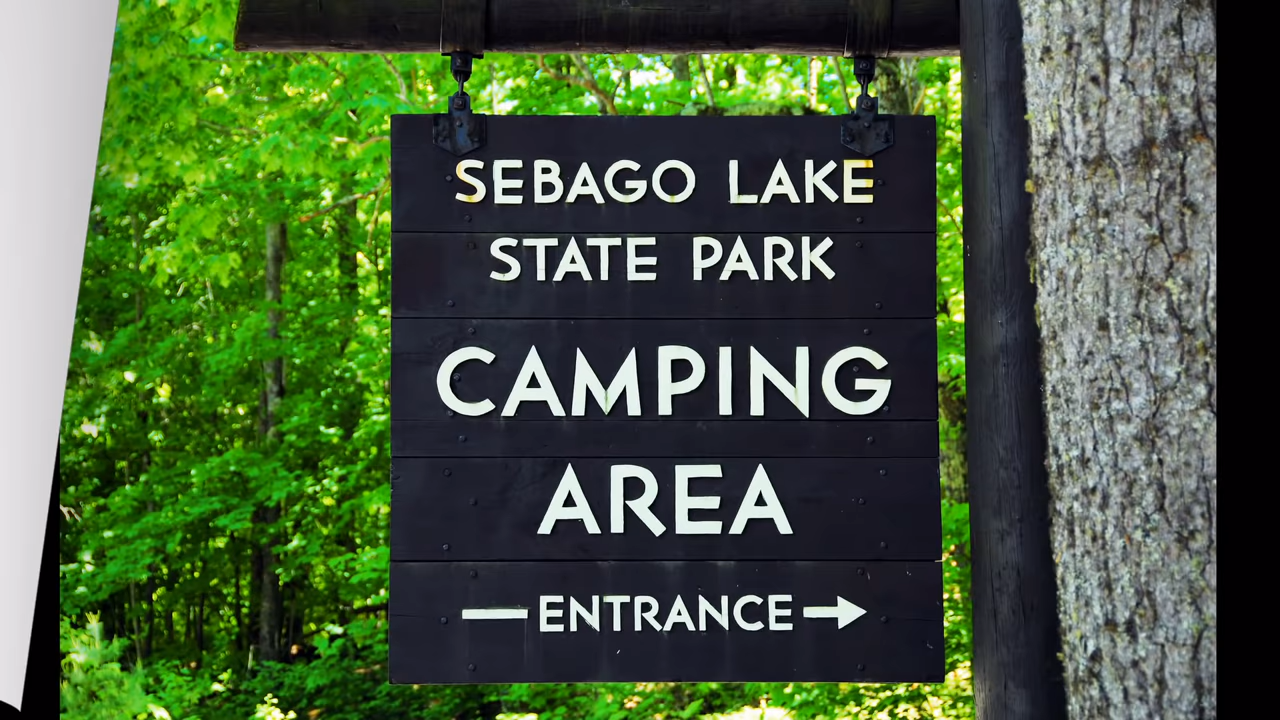 SEBAGO LAKE
STATE PARK
CAMPING
AREA
ENTRANCE